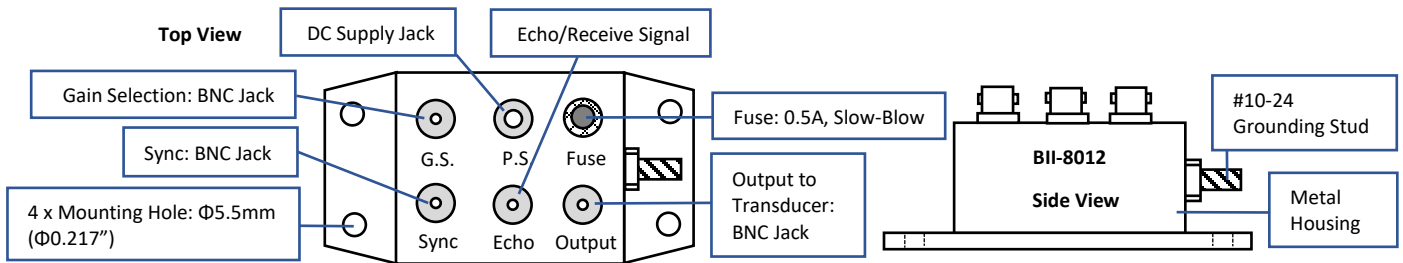 Top View
DC Supply Jack
Echo/Receive Signal
Gain Selection: BNC Jack
Sync: BNC Jack
4 x Mounting Hole: Φ5.5mm
(Φ0.217”)
G.S.
P.S
Fuse
Sync
Echo
Output
Fuse: 0.5A, Slow-Blow
Output to
Transducer:
BNC Jack
BII-8012
Side View
#10-24
Grounding Stud
Metal
Housing